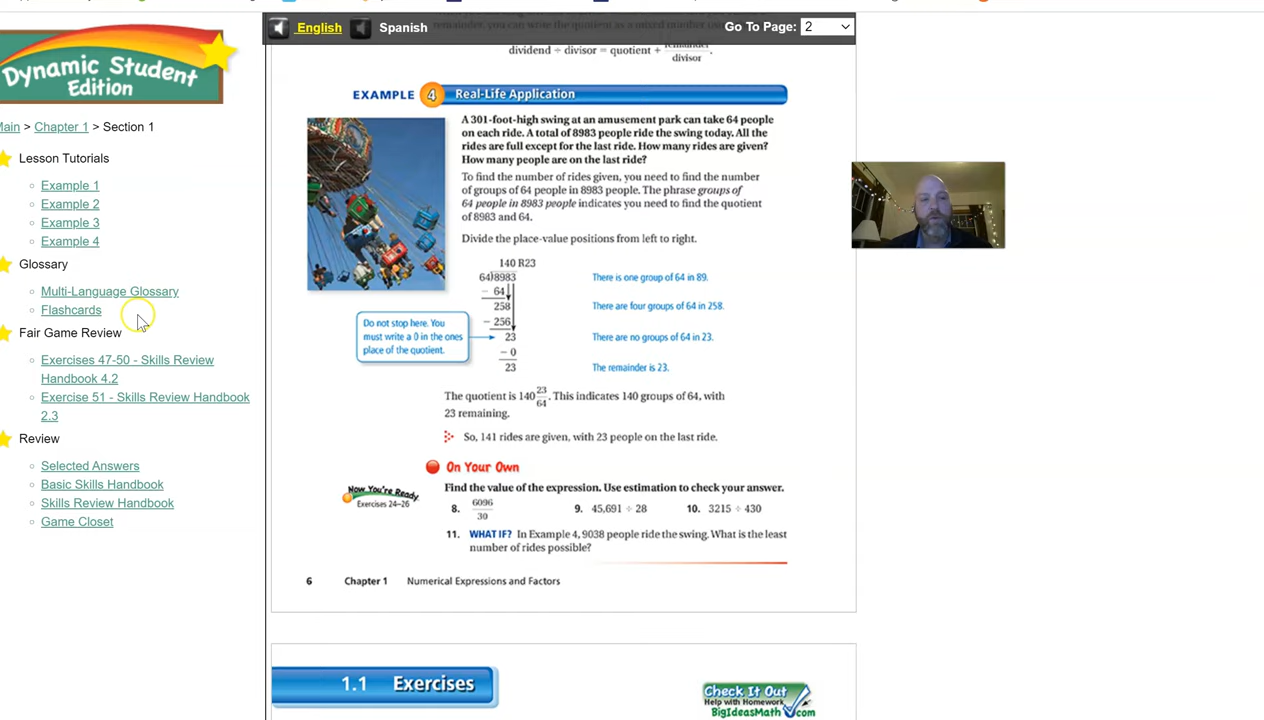 English
Spanish
Go To Page:
2
Dynamic Student
Edition
Main > Chapter 1 > Section 1
Lesson Tutorials
Example 1
Example 2
Example 3
Example 4
Glossary
Multi-Language Glossary
Flashcards
Fair Game Review
Exercises 47-50 - Skills Review
Handbook 4.2
Exercise 51 - Skills Review Handbook
2.3
Review
Selected Answers
Basic Skills Handbook
Skills Review Handbook
Game Closet
remainder, you can write the quotient as a mixed number
dividend ÷ divisor = quotient + remainder/divisor.
EXAMPLE 4 Real-Life Application
A 301-foot-high swing at an amusement park can take 64 people
on each ride. A total of 8983 people ride the swing today. All the
rides are full except for the last ride. How many rides are given?
How many people are on the last ride?
To find the number of rides given, you need to find the number
of groups of 64 people in 8983 people. The phrase groups of
64 people in 8983 people indicates you need to find the quotient
of 8983 and 64.
Divide the place-value positions from left to right.
140 R23
64)8983
There is one group of 64 in 89.
− 64
258
There are four groups of 64 in 258.
− 256
23
There are no groups of 64 in 23.
− 0
23
The remainder is 23.
Do not stop here. You
must write a 0 in the ones
place of the quotient.
The quotient is 140 23/64. This indicates 140 groups of 64, with
23 remaining.
So, 141 rides are given, with 23 people on the last ride.
On Your Own
Now You're Ready
Exercises 24–26
Find the value of the expression. Use estimation to check your answer.
8. 6096/30
9. 45,691 ÷ 28
10. 3215 ÷ 430
11. WHAT IF? In Example 4, 9038 people ride the swing. What is the least
number of rides possible?
6 Chapter 1 Numerical Expressions and Factors
1.1 Exercises
Check It Out
Help with Homework
BigIdeasMath.com